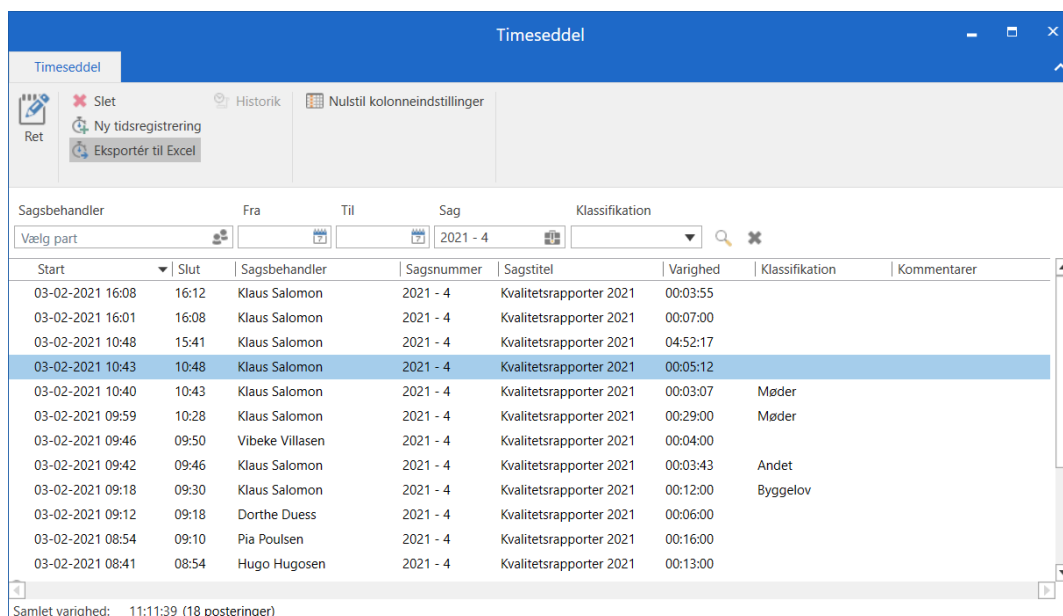 Timeseddel
Timeseddel
Ret
Slet
Historik
Nulstil kolonneindstillinger
Ny tidsregistrering
Eksportér til Excel
Sagsbehandler Fra Til Sag Klassifikation
Vælg part 7 7 2021 - 4
Start Slut Sagsbehandler Sagsnummer Sagstitel Varighed Klassifikation Kommentarer
03-02-2021 16:08 16:12 Klaus Salomon 2021 - 4 Kvalitetsrapporter 2021 00:03:55
03-02-2021 16:01 16:08 Klaus Salomon 2021 - 4 Kvalitetsrapporter 2021 00:07:00
03-02-2021 10:48 15:41 Klaus Salomon 2021 - 4 Kvalitetsrapporter 2021 04:52:17
03-02-2021 10:43 10:48 Klaus Salomon 2021 - 4 Kvalitetsrapporter 2021 00:05:12
03-02-2021 10:40 10:43 Klaus Salomon 2021 - 4 Kvalitetsrapporter 2021 00:03:07 Møder
03-02-2021 09:59 10:28 Klaus Salomon 2021 - 4 Kvalitetsrapporter 2021 00:29:00 Møder
03-02-2021 09:46 09:50 Vibeke Villasen 2021 - 4 Kvalitetsrapporter 2021 00:04:00
03-02-2021 09:42 09:46 Klaus Salomon 2021 - 4 Kvalitetsrapporter 2021 00:03:43 Andet
03-02-2021 09:18 09:30 Klaus Salomon 2021 - 4 Kvalitetsrapporter 2021 00:12:00 Byggelov
03-02-2021 09:12 09:18 Dorthe Duess 2021 - 4 Kvalitetsrapporter 2021 00:06:00
03-02-2021 08:54 09:10 Pia Poulsen 2021 - 4 Kvalitetsrapporter 2021 00:16:00
03-02-2021 08:41 08:54 Hugo Hugosen 2021 - 4 Kvalitetsrapporter 2021 00:13:00
Samlet varighed: 11:11:39 (18 posteringer)